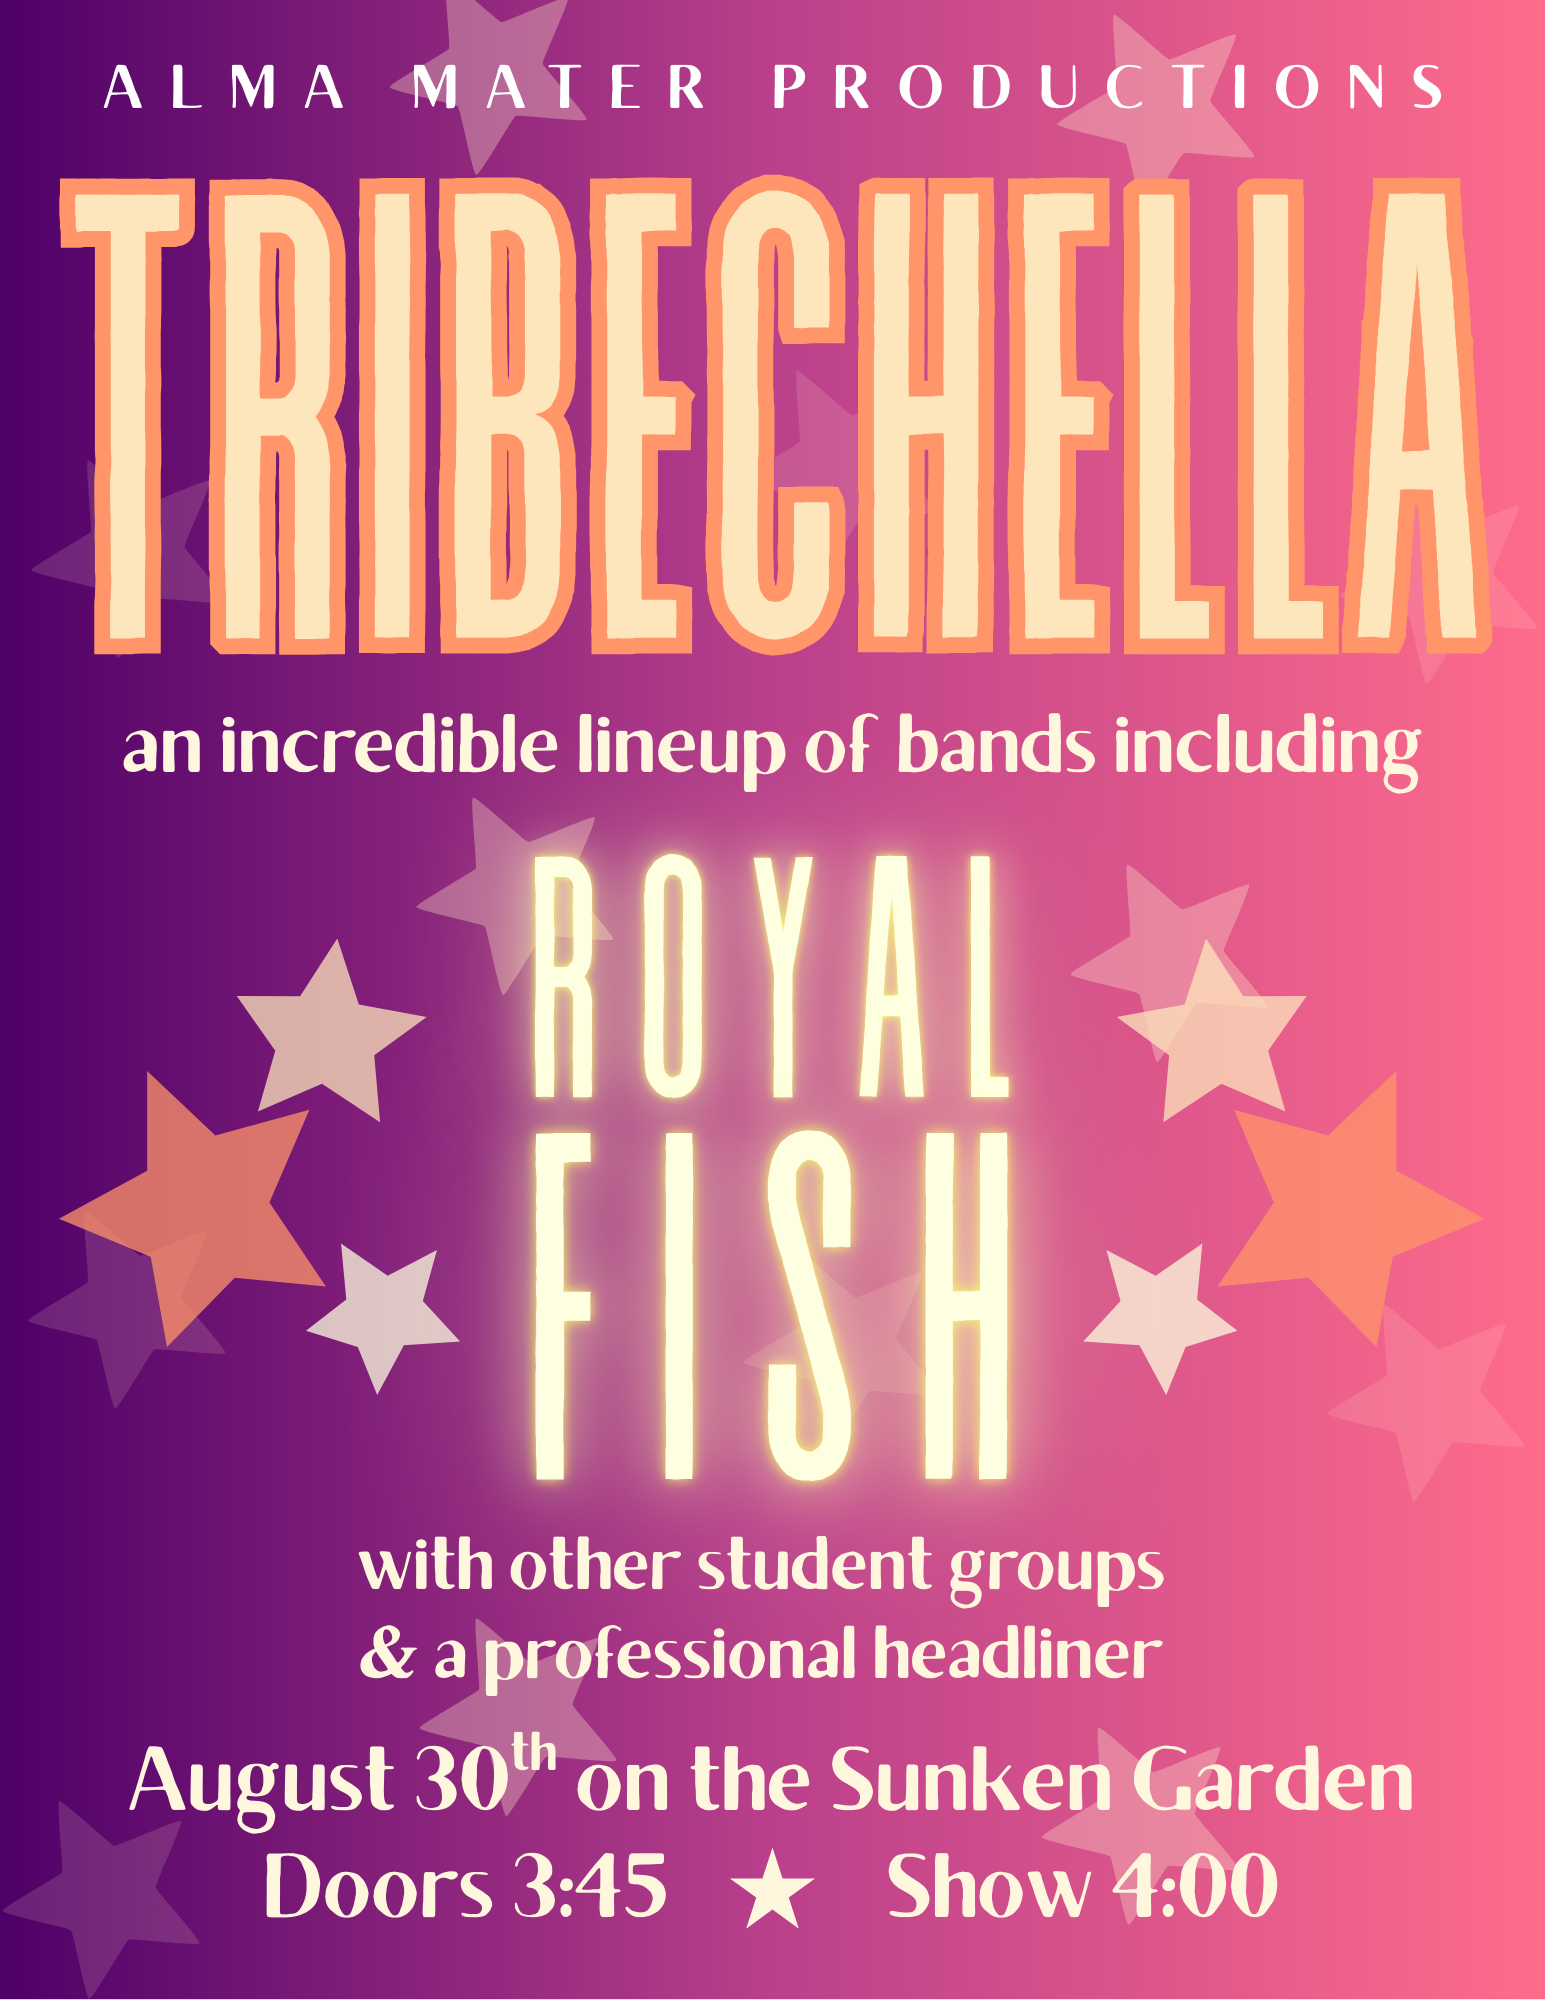 ALMA MATER PRODUCTIONS
TRIBECHELLA
an incredible lineup of bands including
ROYAL
FISH
with other student groups
& a professional headliner
August 30th on the Sunken Garden
Doors 3:45 ★ Show 4:00